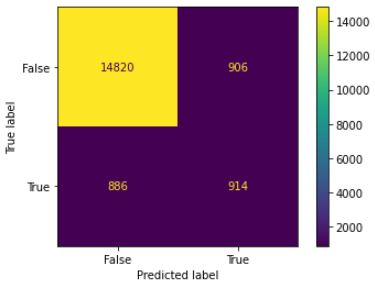 14000
12000
10000
8000
6000
4000
2000
True label
False
14820
906
True
886
914
False
True
Predicted label